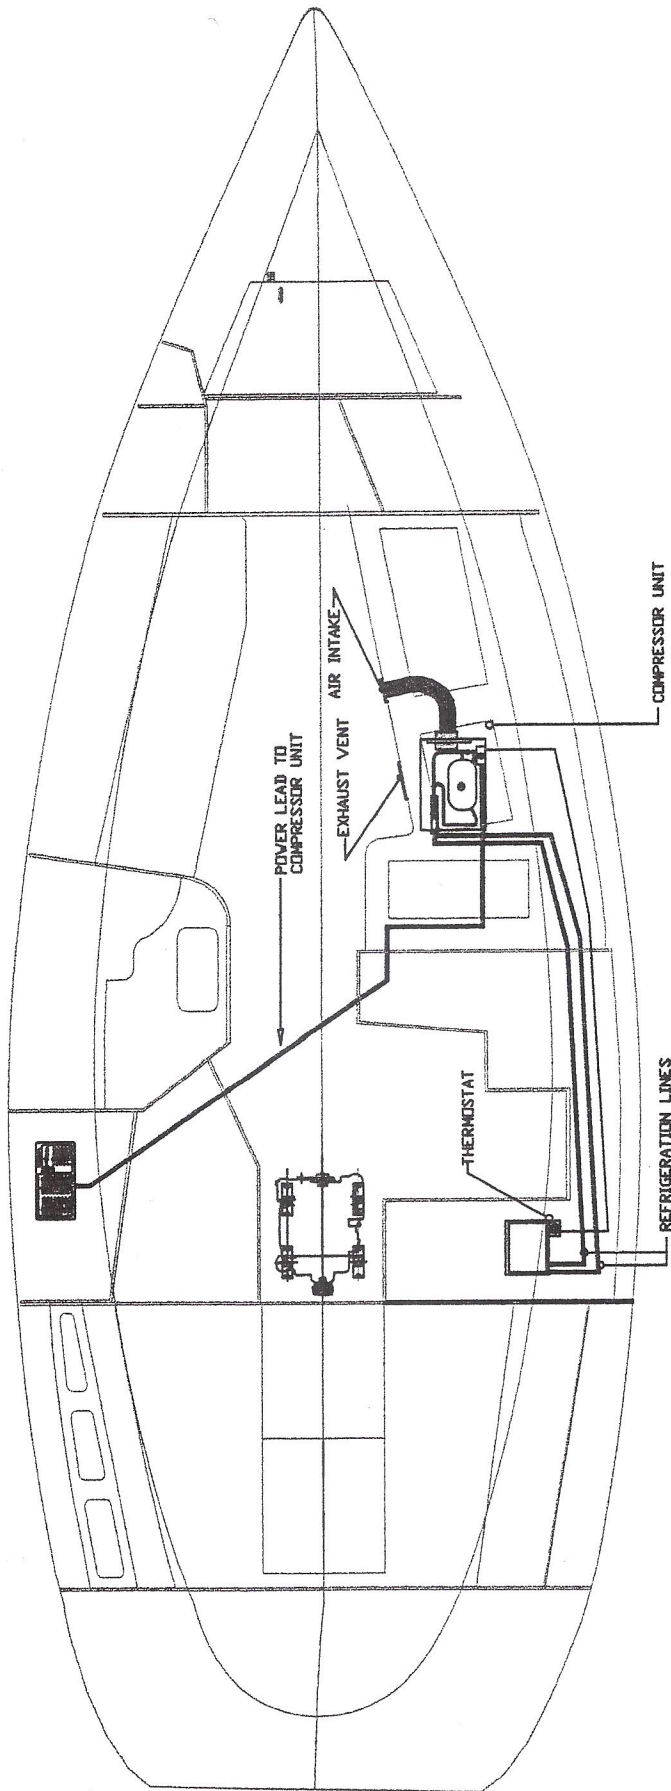 AIR INTAKE
EXHAUST VENT
POWER LEAD TO
COMPRESSOR UNIT
COMPRESSOR UNIT
THERMOSTAT
REFRIGERATION LINES